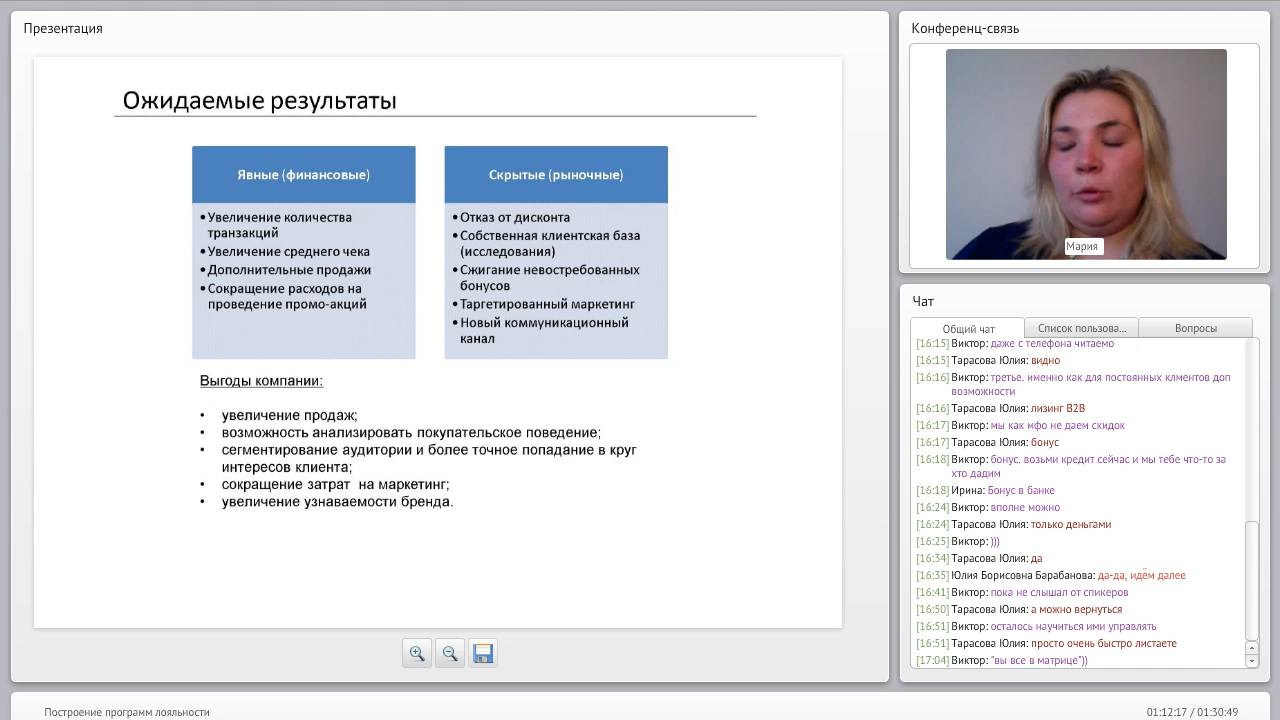 Презентация
Ожидаемые результаты
Явные (финансовые)
•Увеличение количества
транзакций
•Увеличение среднего чека
•Дополнительные продажи
•Сокращение расходов на
проведение промо-акций
Скрытые (рыночные)
•Отказ от дисконта
•Собственная клиентская база
(исследования)
•Сжигание невостребованных
бонусов
•Таргетированный маркетинг
•Новый коммуникационный
канал
Выгоды компании:
• увеличение продаж;
• возможность анализировать покупательское поведение;
• сегментирование аудитории и более точное попадание в круг
интересов клиента;
• сокращение затрат на маркетинг;
• увеличение узнаваемости бренда.
Конференц-связь
Мария
Чат
Общий чат
Список пользова...
Вопросы
[16:15] Виктор: даже с телефона читаемо
[16:15] Тарасова Юлия: видно
[16:16] Виктор: третье. именно как для постоянных клментов доп
возможности
[16:16] Тарасова Юлия: лизинг B2B
[16:17] Виктор: мы как мфо не даем скидок
[16:17] Тарасова Юлия: бонус
[16:18] Виктор: бонус. возьми кредит сейчас и мы тебе что-то за
хто дадим
[16:18] Ирина: Бонус в банке
[16:24] Виктор: вполне можно
[16:24] Тарасова Юлия: только деньгами
[16:25] Виктор: )))
[16:34] Тарасова Юлия: да
[16:35] Юлия Борисовна Барабанова: да-да, идём далее
[16:41] Виктор: пока не слышал от спикеров
[16:50] Тарасова Юлия: а можно вернуться
[16:51] Виктор: осталось научиться ими управлять
[16:51] Тарасова Юлия: просто очень быстро листаете
[17:04] Виктор: "вы все в матрице"))
Построение программ лояльности
01:12:17 / 01:30:49